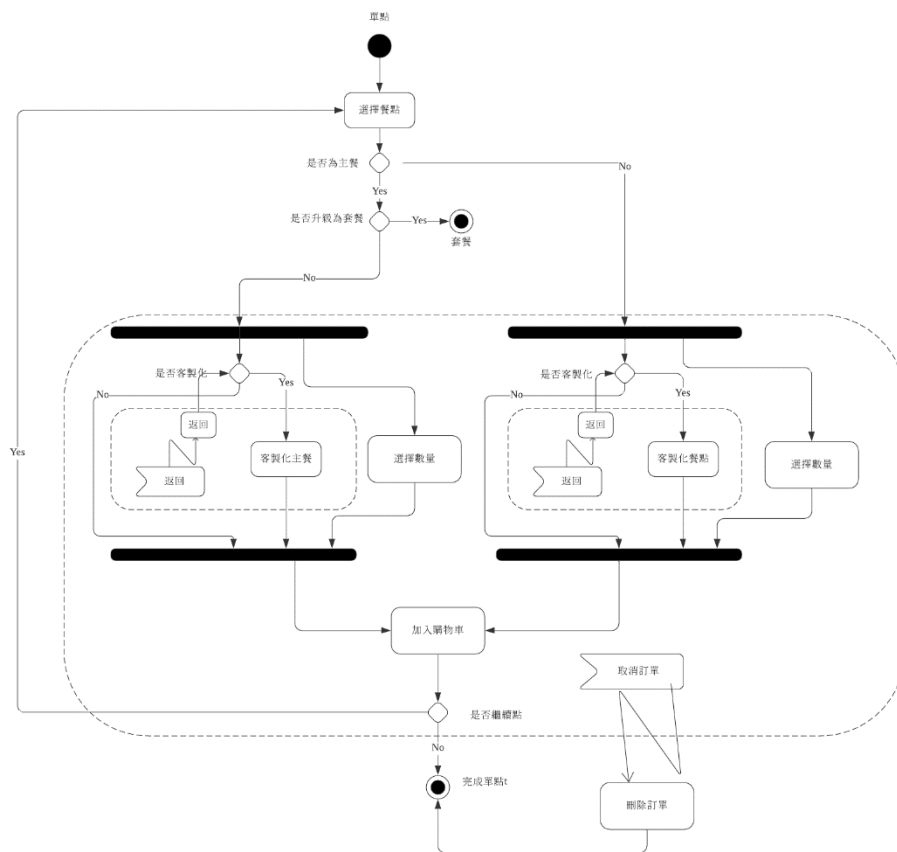 單點
選擇餐點
是否為主餐
No
Yes
是否升級為套餐
Yes
套餐
No
是否客製化
Yes
No
返回
客製化主餐
選擇數量
返回
是否客製化
Yes
No
返回
客製化餐點
選擇數量
返回
Yes
加入購物車
取消訂單
是否繼續點
No
完成單點t
刪除訂單